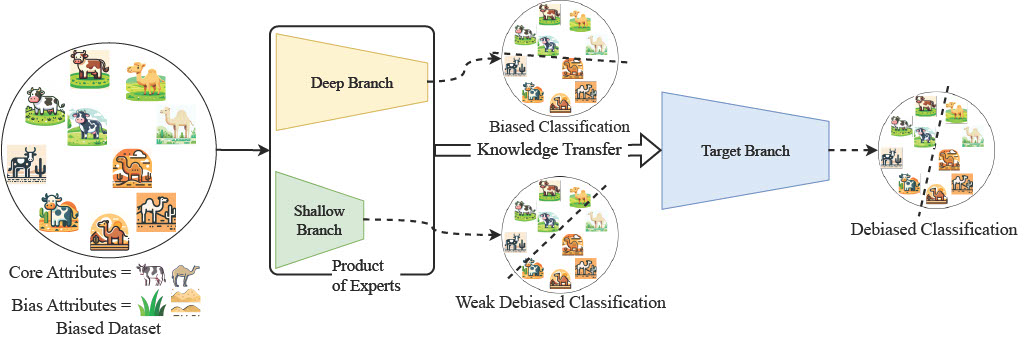 Core Attributes =
Bias Attributes =
Biased Dataset
Deep Branch
Shallow
Branch
Product
of Experts
Biased Classification
Knowledge Transfer
Weak Debiased Classification
Target Branch
Debiased Classification